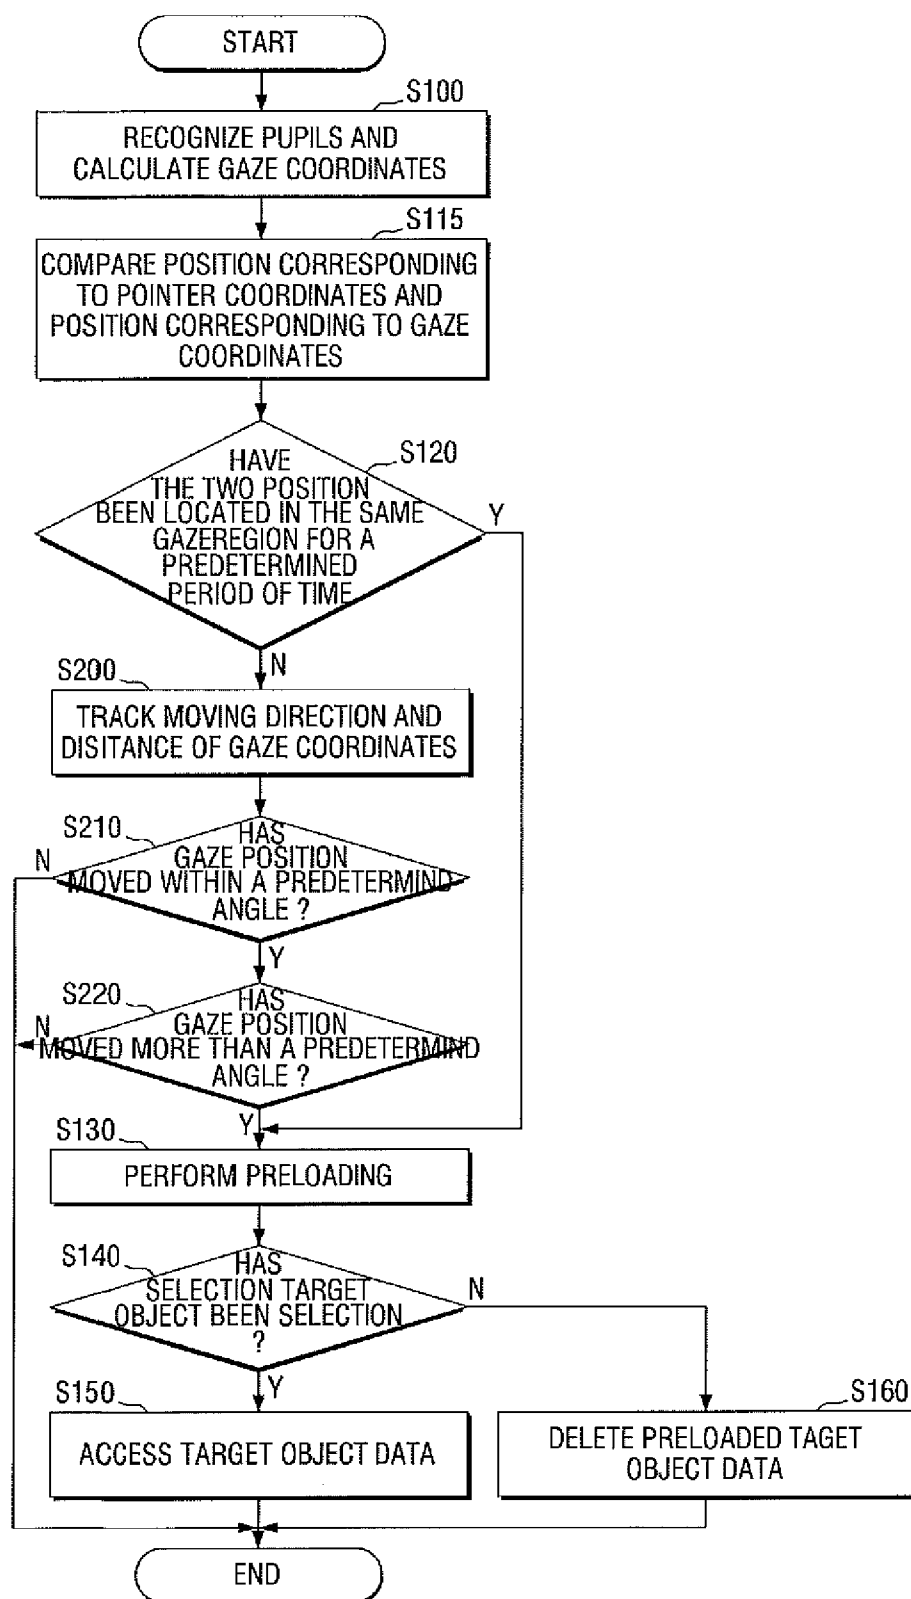 START
S100
RECOGNIZE PUPILS AND
CALCULATE GAZE COORDINATES
S115
COMPARE POSITION CORRESPONDING
TO POINTER COORDINATES AND
POSITION CORRESPONDING TO GAZE
COORDINATES
S120
HAVE
THE TWO POSITION
BEEN LOCATED IN THE SAME
GAZEREGION FOR A
PREDETERMINED
PERIOD OF TIME
Y
N
S200
TRACK MOVING DIRECTION AND
DISITANCE OF GAZE COORDINATES
S210
HAS
GAZE POSITION
MOVED WITHIN A PREDETERMIND
ANGLE ?
N
Y
S220
HAS
GAZE POSITION
MOVED MORE THAN A PREDETERMIND
ANGLE ?
N
Y
S130
PERFORM PRELOADING
S140
HAS
SELECTION TARGET
OBJECT BEEN SELECTION
?
N
Y
S150
ACCESS TARGET OBJECT DATA
S160
DELETE PRELOADED TAGET
OBJECT DATA
END